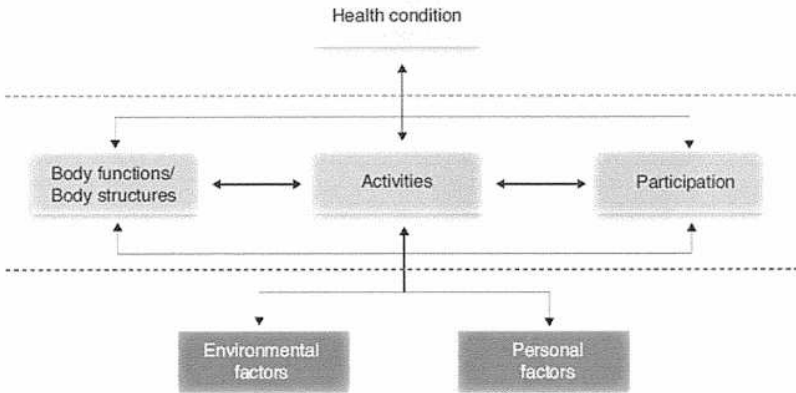 Health condition
Body functions/
Body structures
Activities
Participation
Environmental
factors
Personal
factors